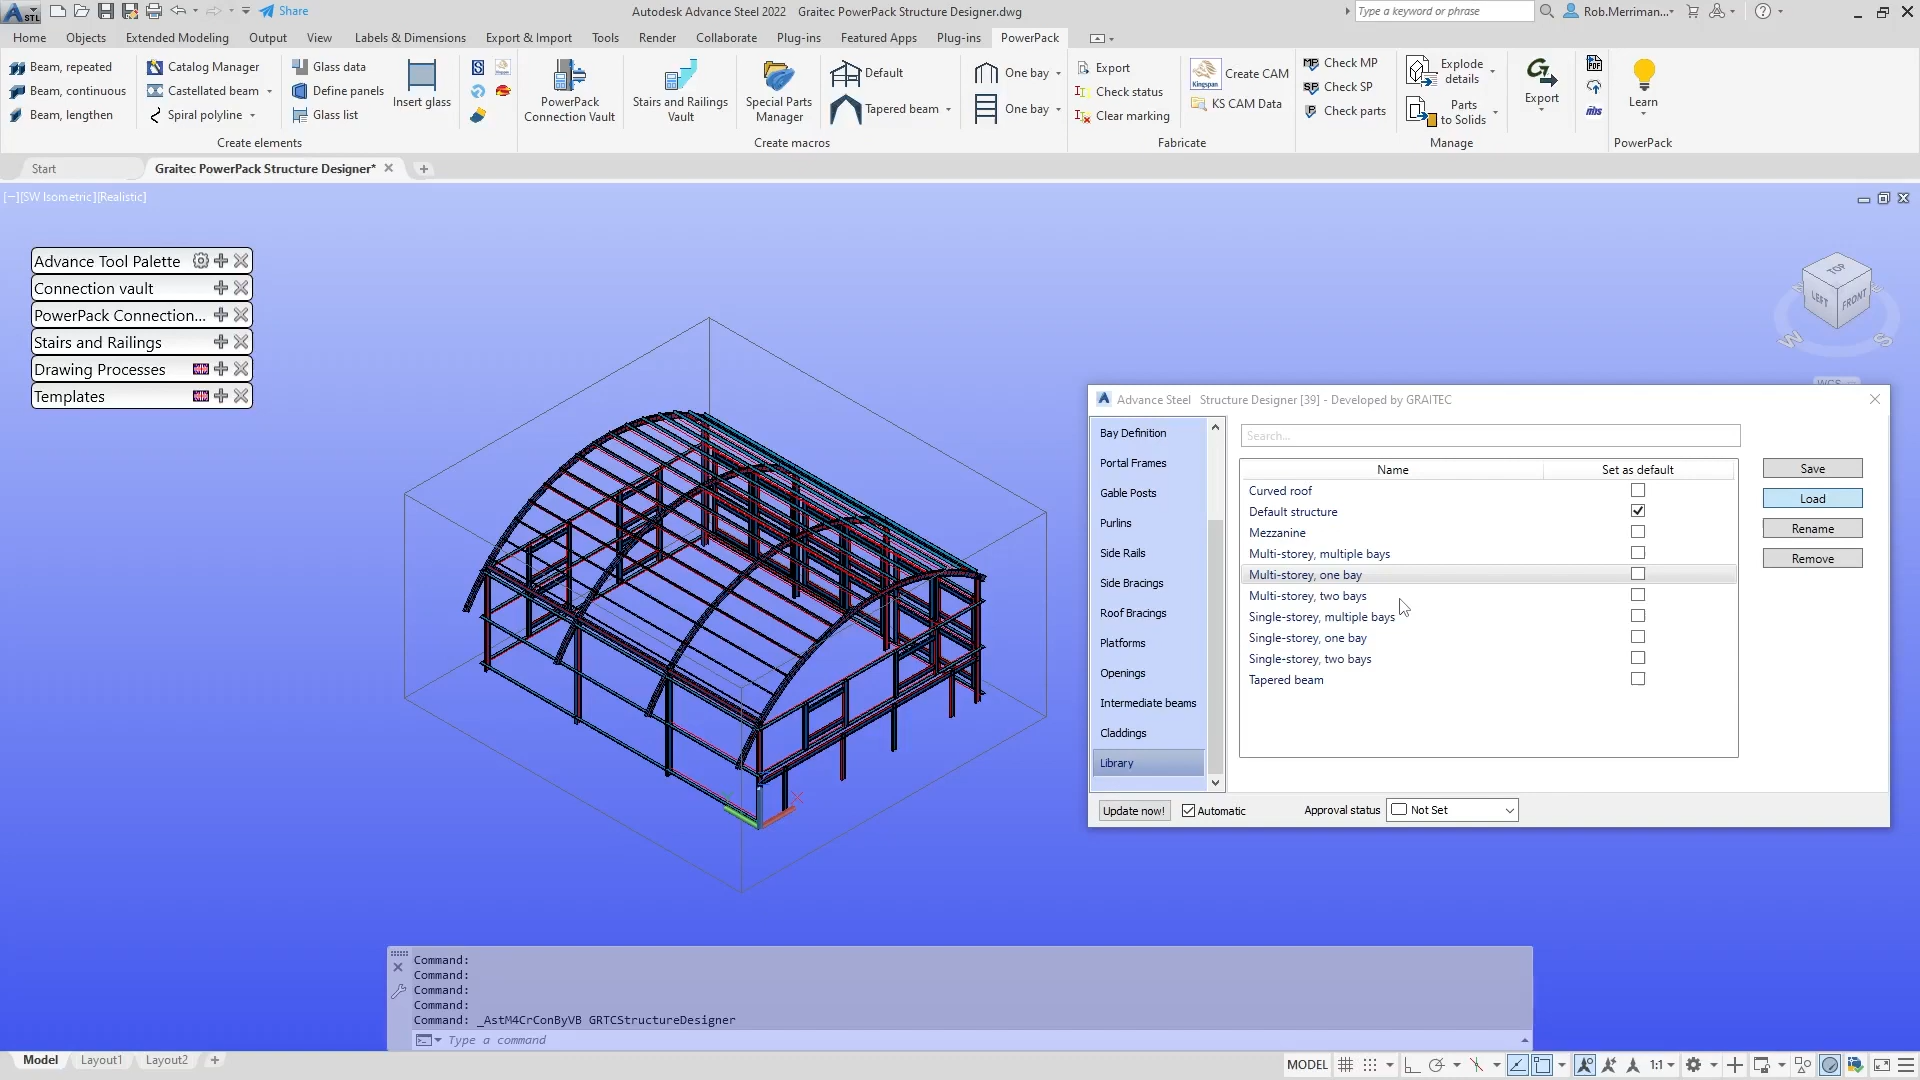 STL
Share
Autodesk Advance Steel 2022 Graitec PowerPack Structure Designer.dwg
Type a keyword or phrase
Rob.Merriman...
Home Objects Extended Modeling Output View Labels & Dimensions Export & Import Tools Render Collaborate Plug-ins Featured Apps Plug-ins PowerPack
Beam, repeated
Beam, continuous
Beam, lengthen
Catalog Manager
Castellated beam
Spiral polyline
Glass data
Define panels
Glass list
Insert glass
Create elements
PowerPack
Connection Vault
Stairs and Railings
Vault
Special Parts
Manager
Default
Tapered beam
One bay
One bay
Create macros
Export
Check status
Clear marking
Kingspan
Create CAM
KS CAM Data
Fabricate
MP Check MP
SP Check SP
P Check parts
Explode
details
Parts
to Solids
Manage
Export
PDF
Learn
PowerPack
Start
Graitec PowerPack Structure Designer*
[−][SW Isometric][Realistic]
Advance Tool Palette
Connection vault
PowerPack Connection...
Stairs and Railings
Drawing Processes
Templates
TOP
LEFT
FRONT
W
S
WCS
Advance Steel Structure Designer [39] - Developed by GRAITEC
Bay Definition
Portal Frames
Gable Posts
Purlins
Side Rails
Side Bracings
Roof Bracings
Platforms
Openings
Intermediate beams
Claddings
Library
Search...
Name Set as default
Curved roof
Default structure
Mezzanine
Multi-storey, multiple bays
Multi-storey, one bay
Multi-storey, two bays
Single-storey, multiple bays
Single-storey, one bay
Single-storey, two bays
Tapered beam
Save
Load
Rename
Remove
Update now!
Automatic
Approval status
Not Set
Command:
Command:
Command:
Command:
Command: _AstM4CrConByVB GRTCStructureDesigner
Type a command
Model Layout1 Layout2
MODEL
1:1